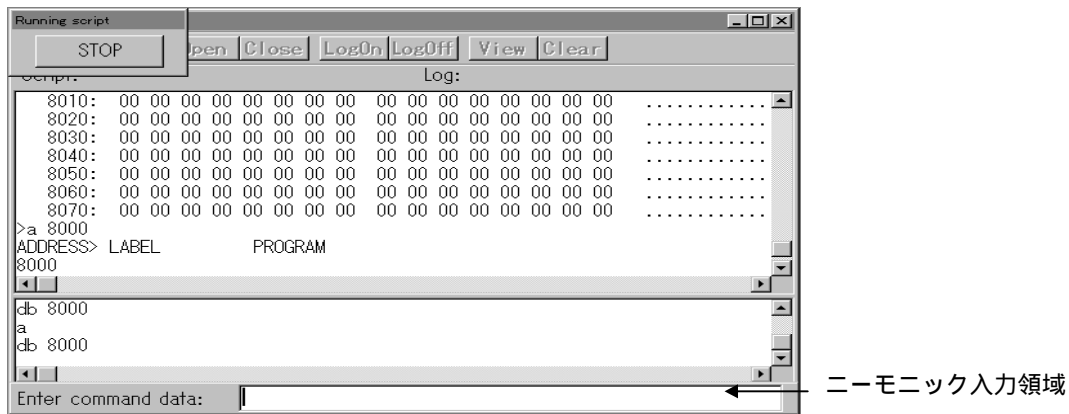 Running script
STOP
Close LogOn LogOff View Clear
Log:
8010: 00 00 00 00 00 00 00 00 00 00 00 00 00 00 00 00 ............
8020: 00 00 00 00 00 00 00 00 00 00 00 00 00 00 00 00 ............
8030: 00 00 00 00 00 00 00 00 00 00 00 00 00 00 00 00 ............
8040: 00 00 00 00 00 00 00 00 00 00 00 00 00 00 00 00 ............
8050: 00 00 00 00 00 00 00 00 00 00 00 00 00 00 00 00 ............
8060: 00 00 00 00 00 00 00 00 00 00 00 00 00 00 00 00 ............
8070: 00 00 00 00 00 00 00 00 00 00 00 00 00 00 00 00 ............
>a 8000
ADDRESS> LABEL PROGRAM
8000
db 8000
a
db 8000
Enter command data:
ニーモニック入力領域